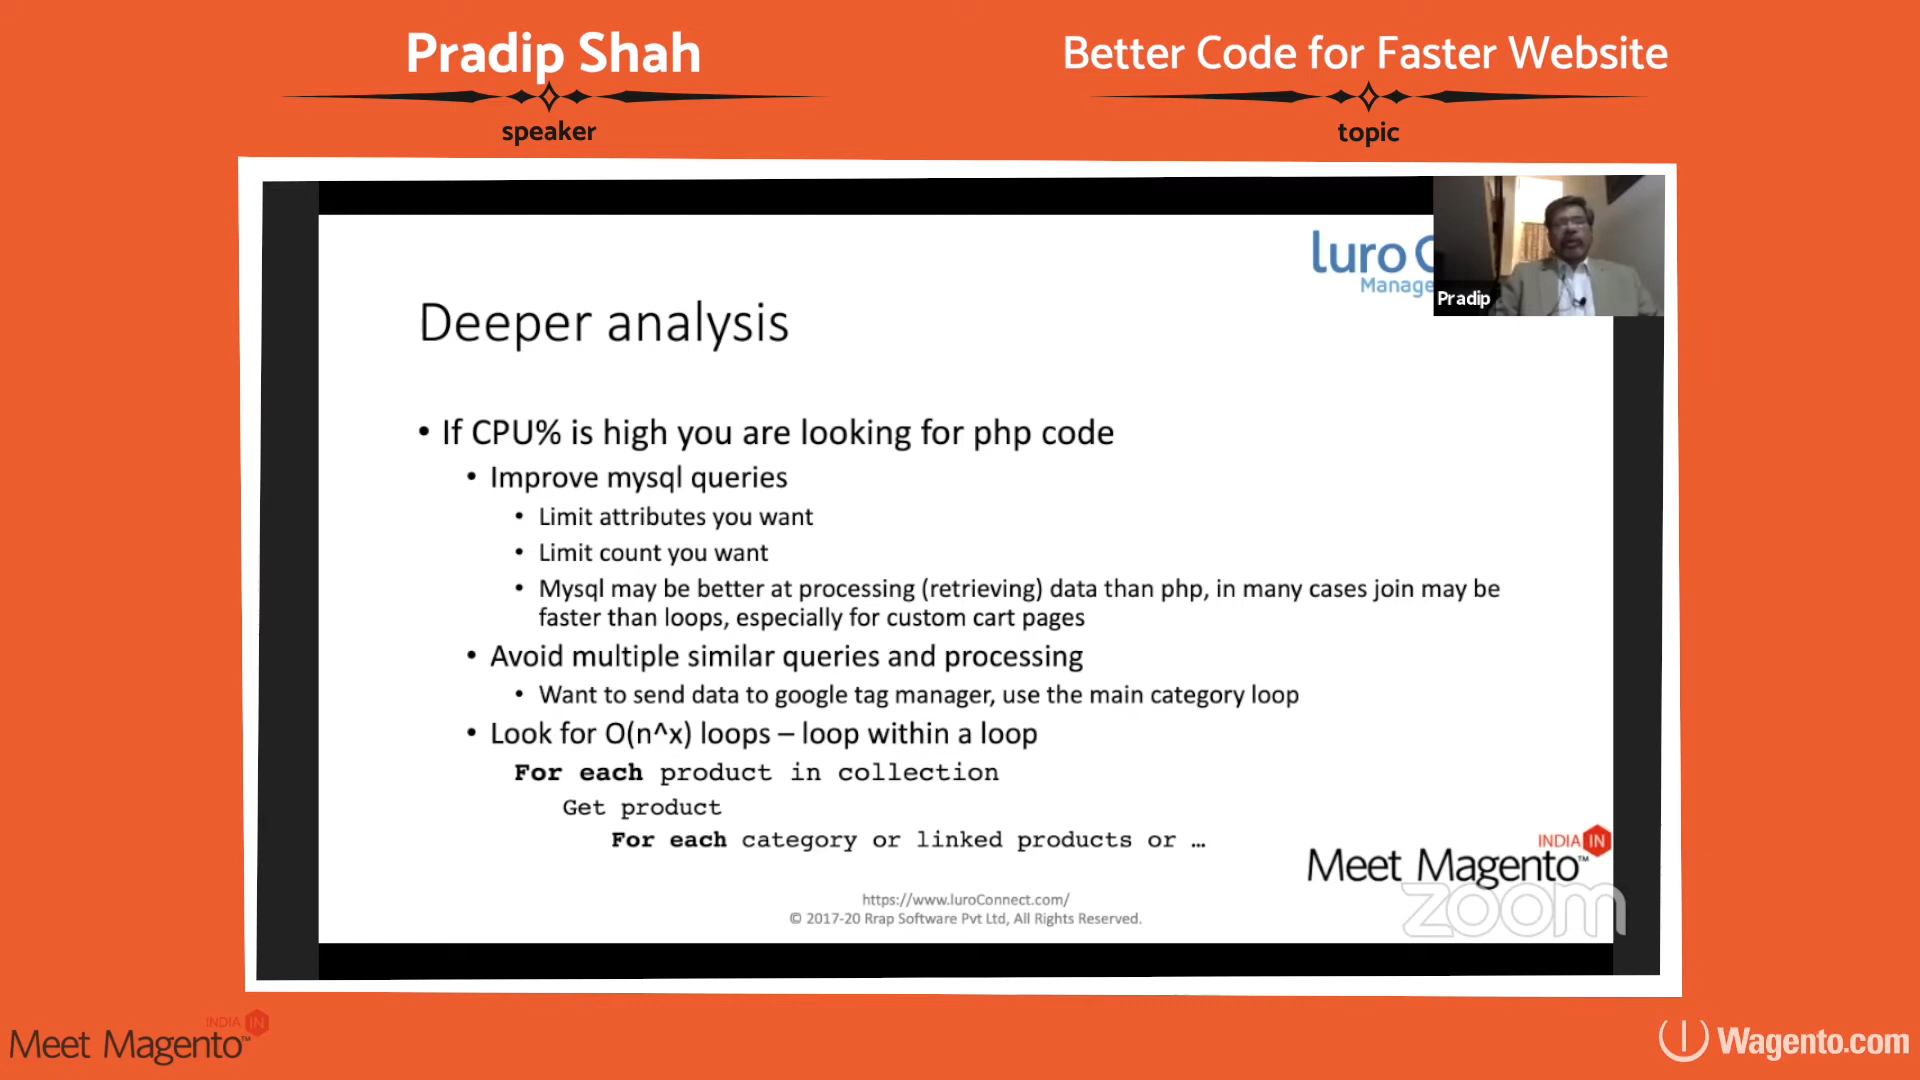 Pradip Shah
speaker
Better Code for Faster Website
topic
luro
Manage
Pradip
Deeper analysis
• If CPU% is high you are looking for php code
• Improve mysql queries
• Limit attributes you want
• Limit count you want
• Mysql may be better at processing (retrieving) data than php, in many cases join may be
faster than loops, especially for custom cart pages
• Avoid multiple similar queries and processing
• Want to send data to google tag manager, use the main category loop
• Look for O(n^x) loops – loop within a loop
For each product in collection
Get product
For each category or linked products or …
INDIA IN
Meet Magento™
zoom
https://www.luroConnect.com/
© 2017-20 Rrap Software Pvt Ltd, All Rights Reserved.
INDIA IN
Meet Magento™
Wagento.com